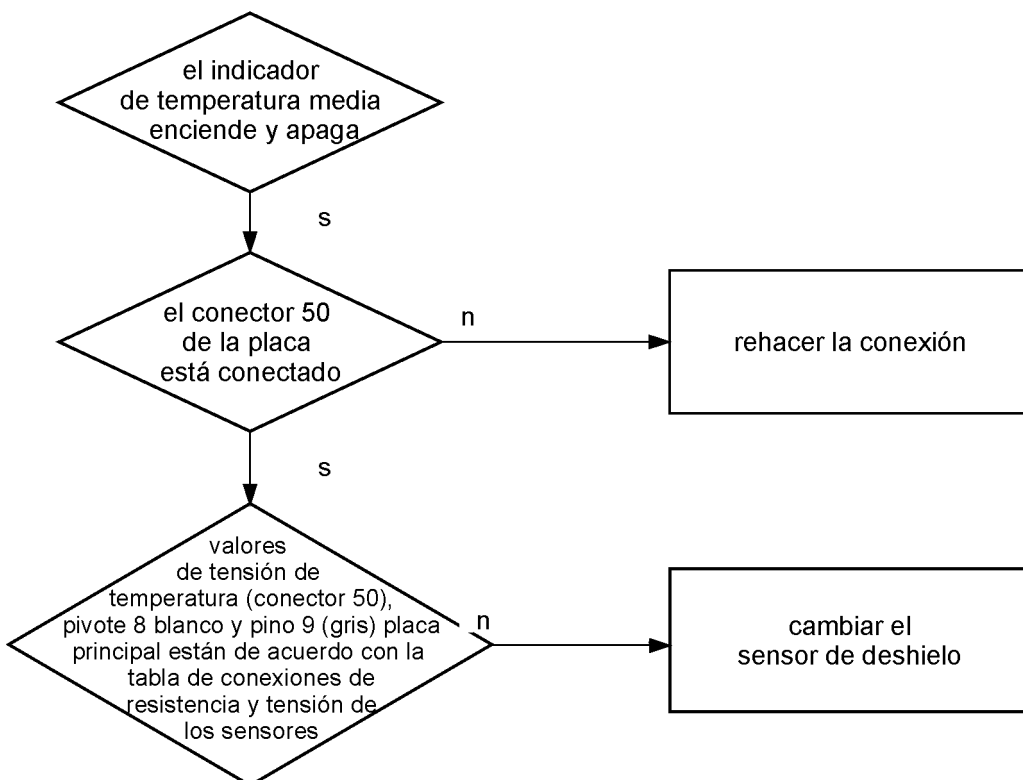 el indicador
de temperatura media
enciende y apaga
s
el conector 50
de la placa
está conectado
n
rehacer la conexión
s
valores
de tensión de
temperatura (conector 50),
pivote 8 blanco y pino 9 (gris) placa
principal están de acuerdo con la
tabla de conexiones de
resistencia y tensión de
los sensores
n
cambiar el
sensor de deshielo